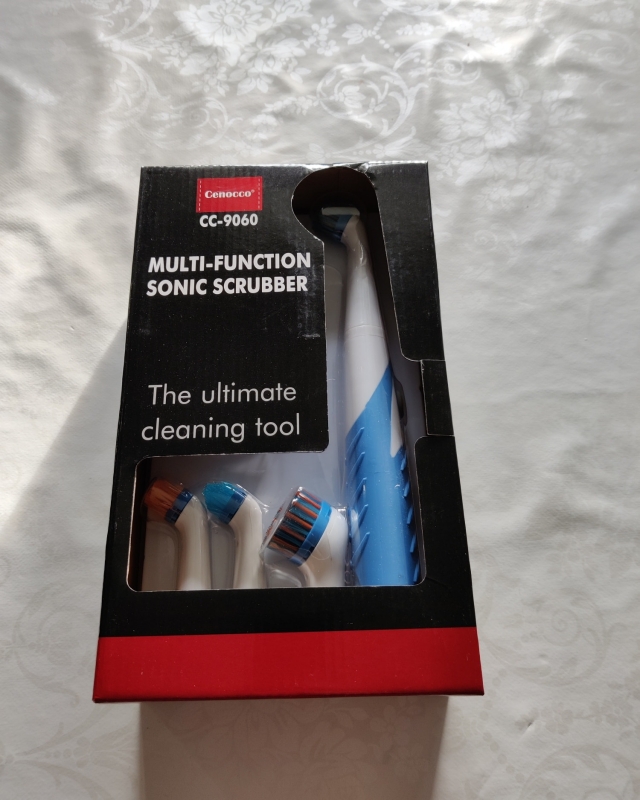 Cenocco®
CC-9060
MULTI-FUNCTION
SONIC SCRUBBER
The ultimate
cleaning tool